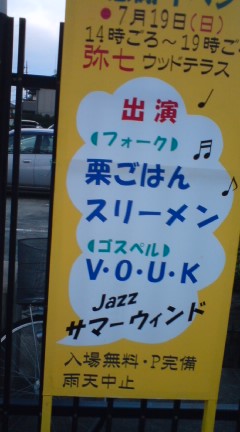 ● 7月19日(日)
14時ごろ～19時ご
弥七 ウッドテラス
出演
《フォーク》
栗ごはん
スリーメン
《ゴスペル》
V・O・U・K
Jazz
サマーウィンド
入場無料・P完備
雨天中止